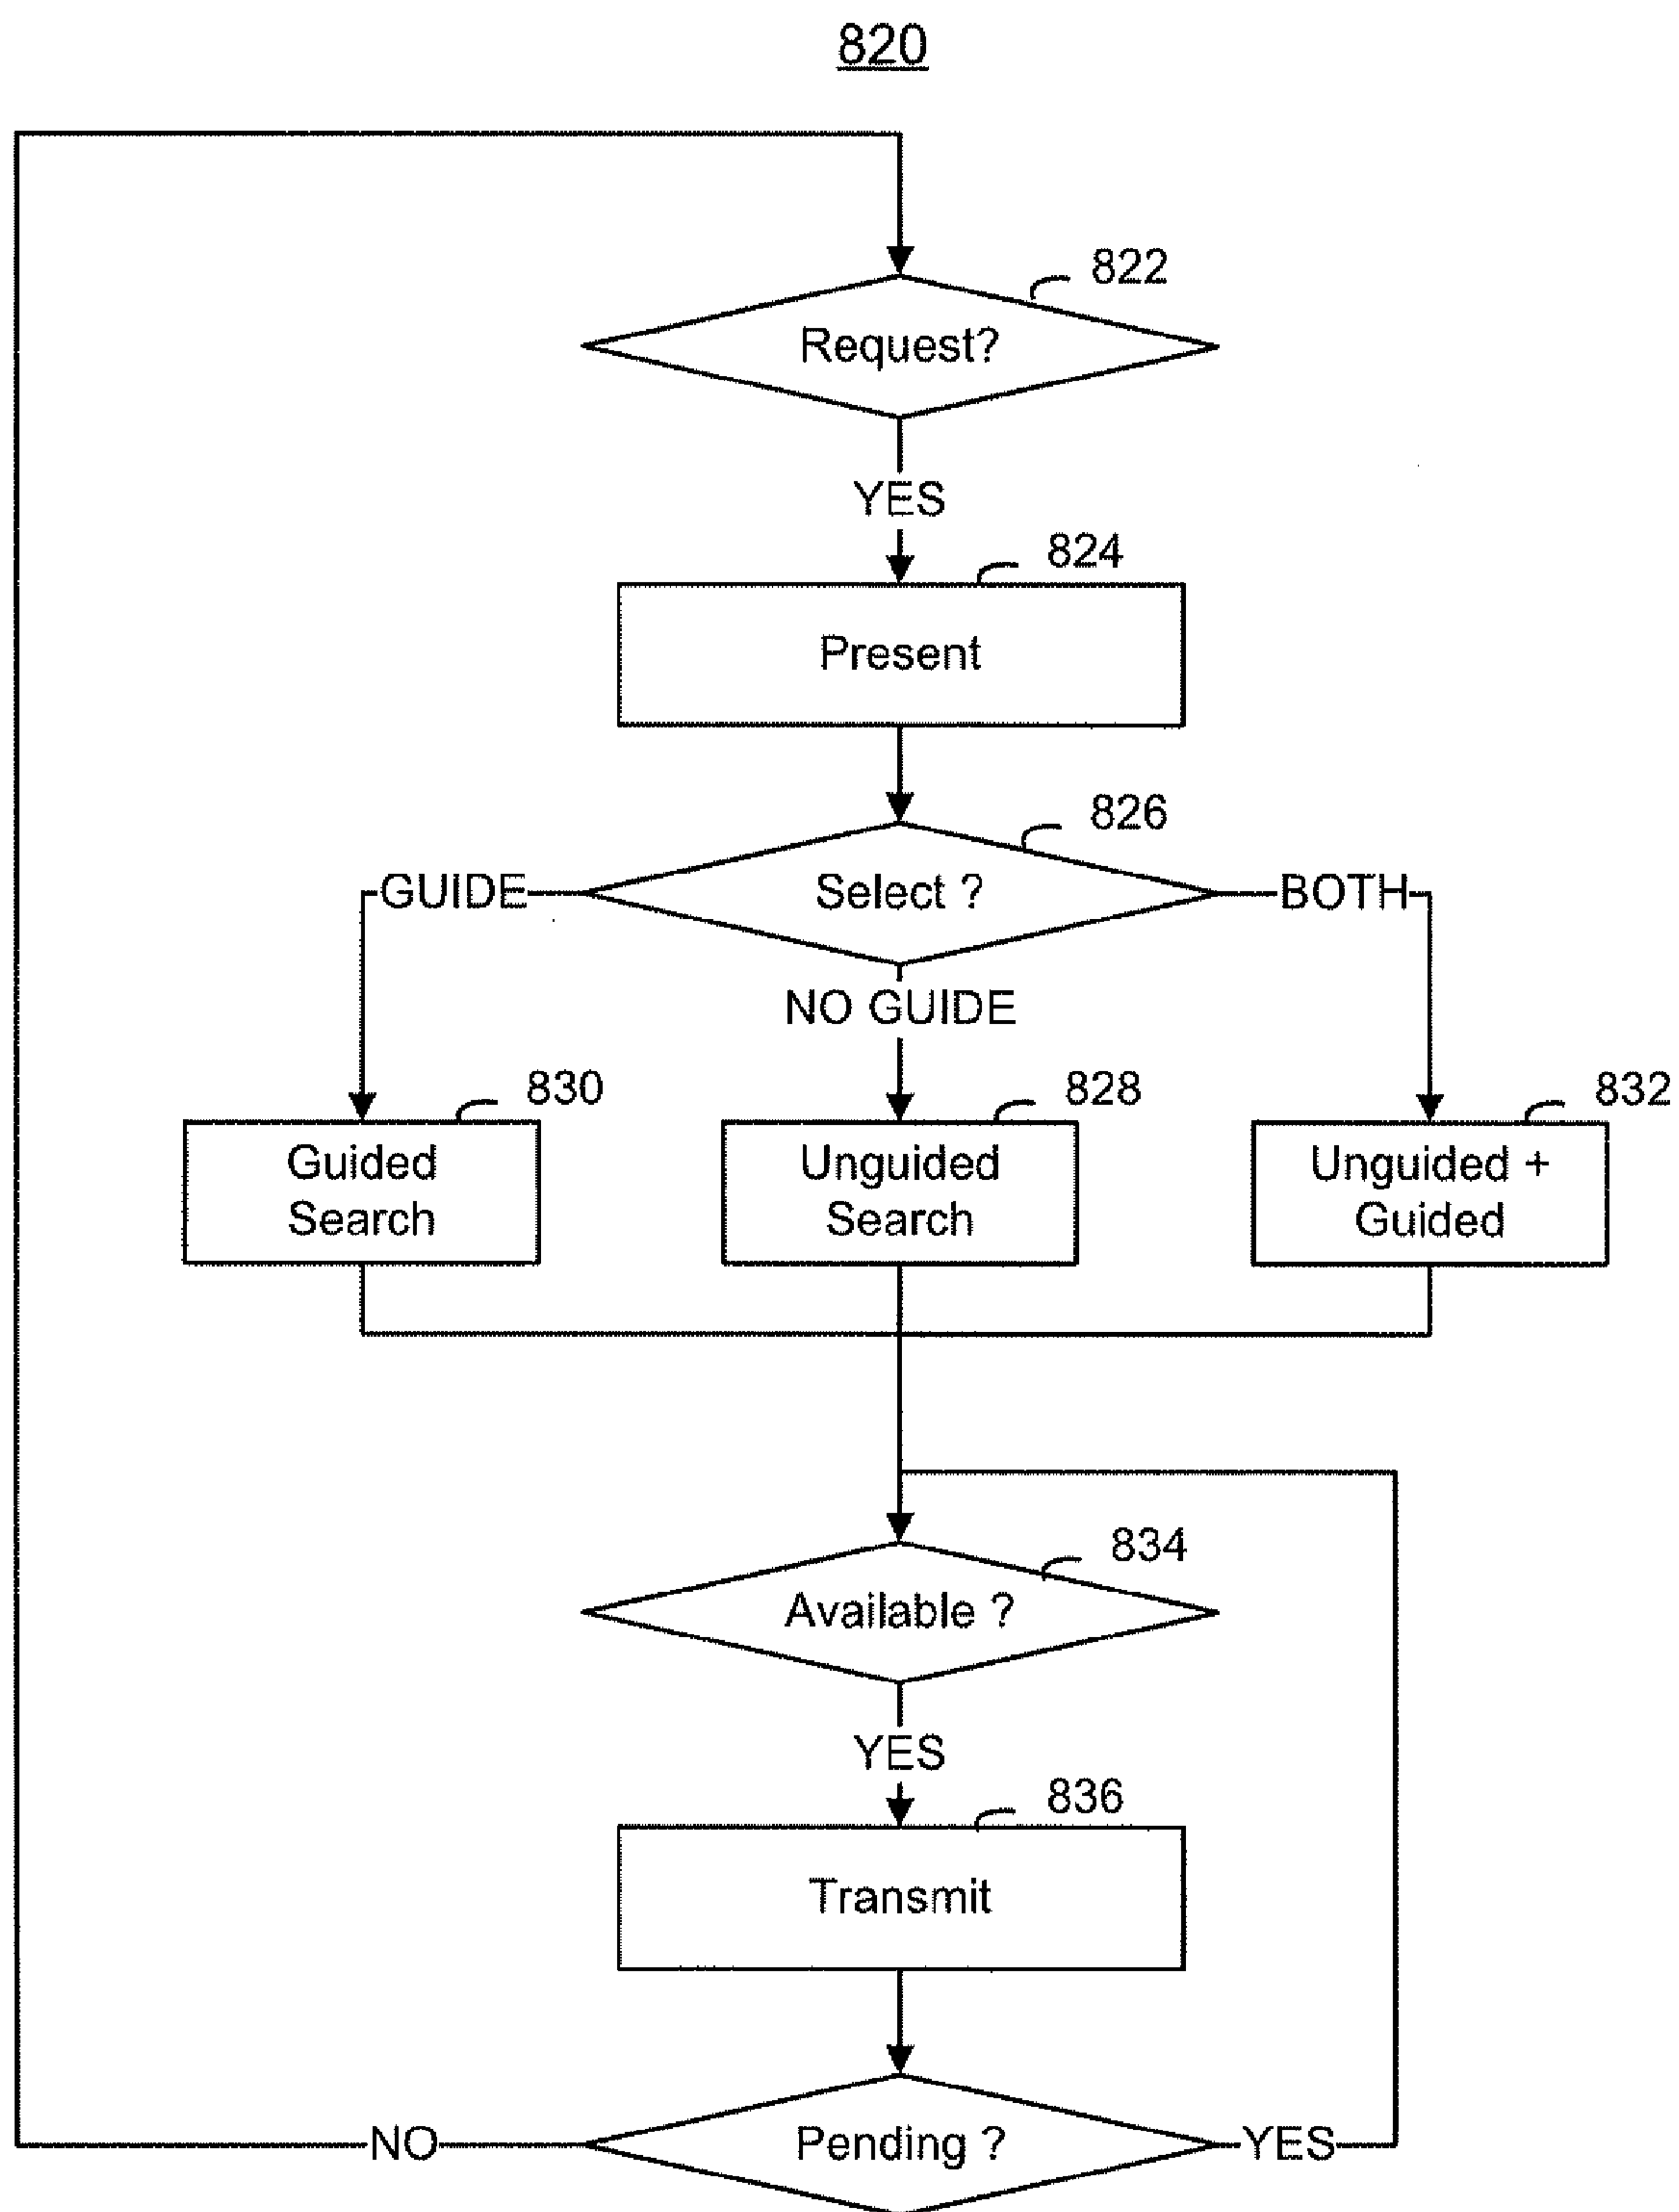 820
822
Request?
YES
824
Present
826
GUIDE
Select ?
BOTH
NO GUIDE
830
828
832
Guided
Search
Unguided
Search
Unguided +
Guided
834
Available ?
YES
836
Transmit
NO
Pending ?
YES